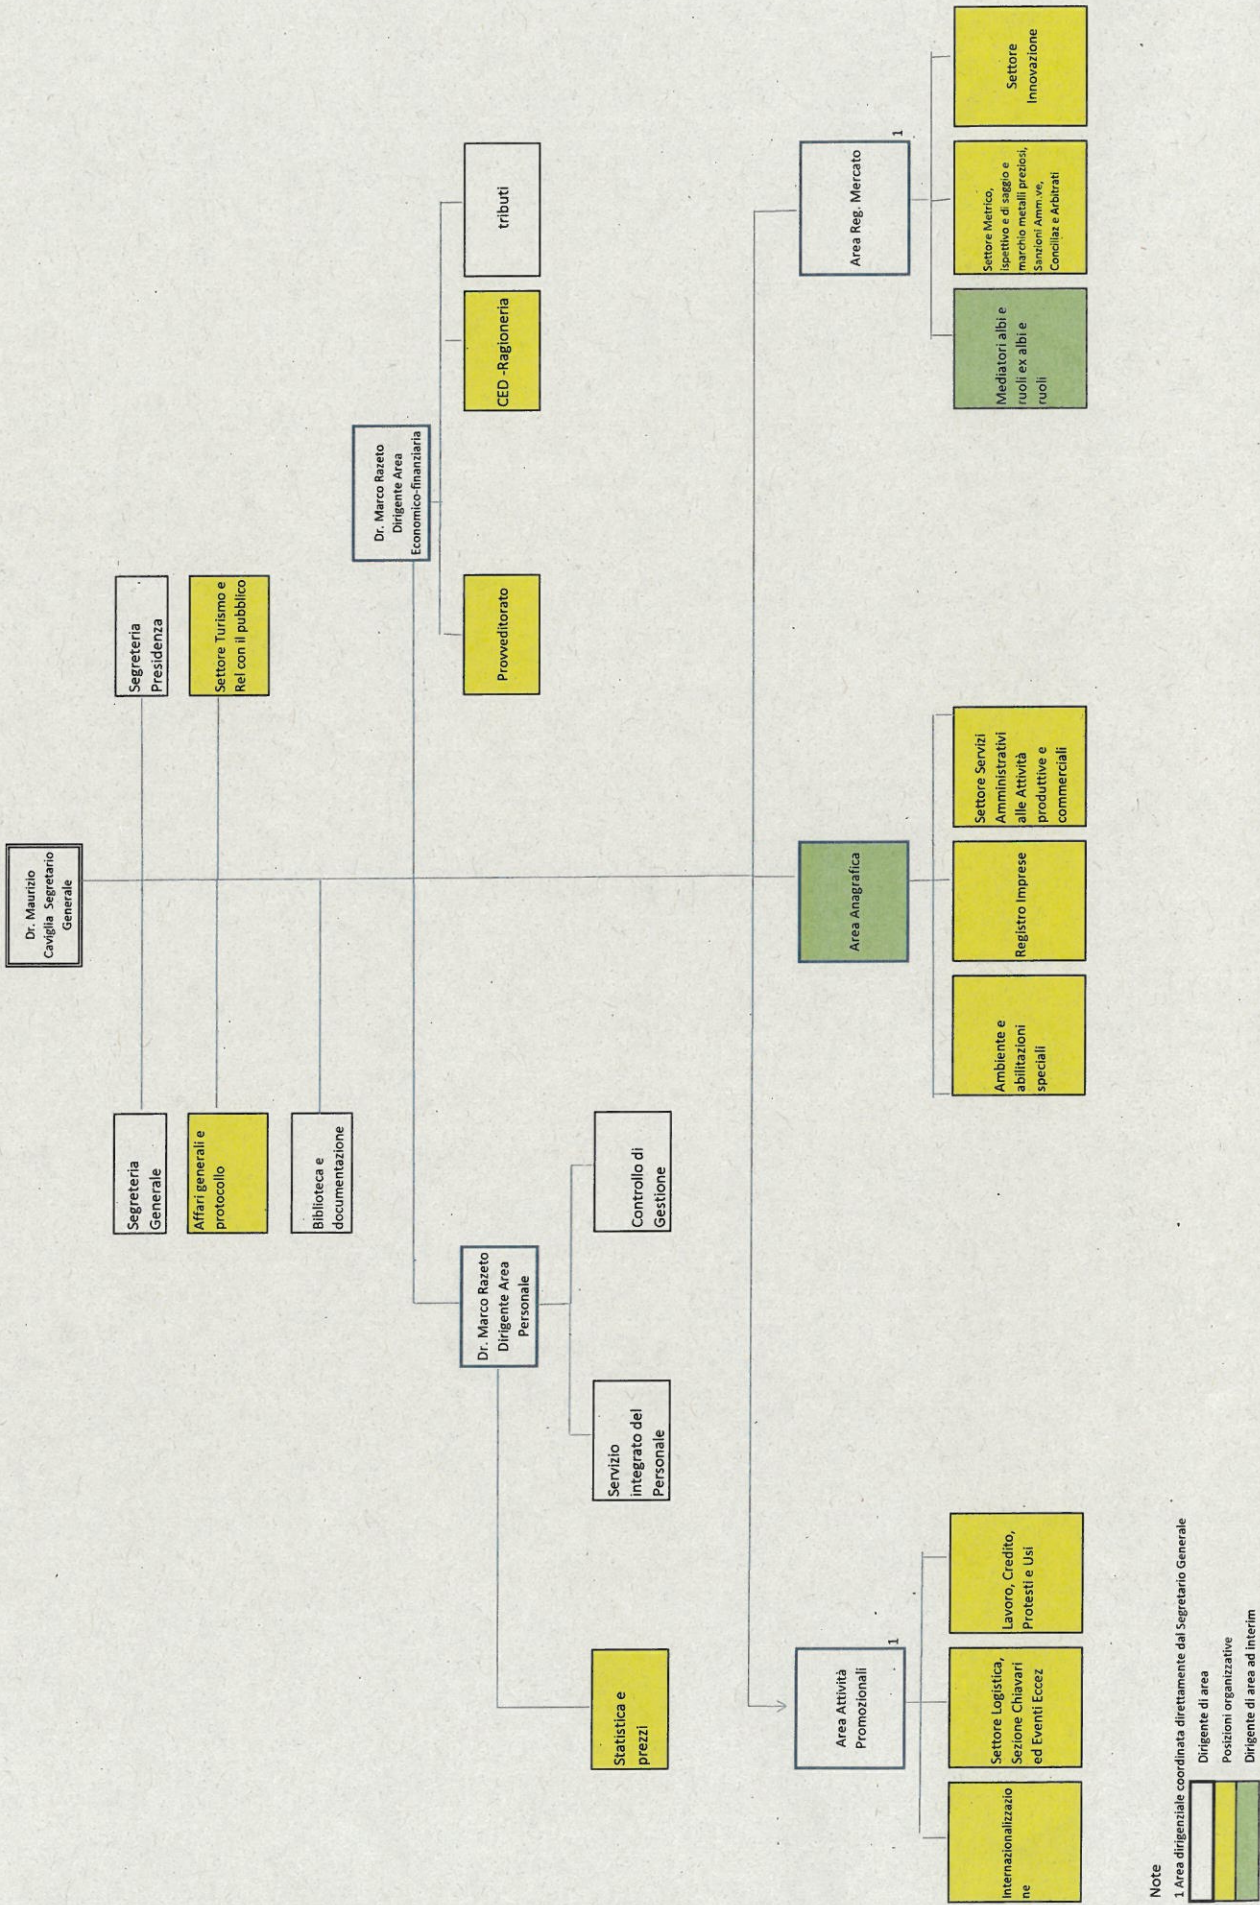 Dr. Maurizio
Caviglia Segretario
Generale
Segreteria
Generale
Segreteria
Presidenza
Affari generali e
protocollo
Settore Turismo e
Rel con il pubblico
Biblioteca e
documentazione
Dr. Marco Razeto
Dirigente Area
Personale
Dr. Marco Razeto
Dirigente Area
Economico-finanziaria
Statistica e
prezzi
Servizio
integrato del
Personale
Controllo di
Gestione
Provveditorato
CED -Ragioneria
tributi
Area Attività
Promozionali
1
Area Anagrafica
Area Reg. Mercato
1
Internazionalizzazio
ne
Settore Logistica,
Sezione Chiavari
ed Eventi Eccez
Lavoro, Credito,
Protesti e Usi
Ambiente e
abilitazioni
speciali
Registro Imprese
Settore Servizi
Amministrativi
alle Attività
produttive e
commerciali
Mediatori albi e
ruoli ex albi e
ruoli
Settore Metrico,
ispettivo e di saggio e
marchio metalli preziosi,
Sanzioni Amm.ve,
Conciliaz e Arbitrati
Settore
Innovazione
Note
1 Area dirigenziale coordinata direttamente dal Segretario Generale
Dirigente di area
Posizioni organizzative
Dirigente di area ad interim